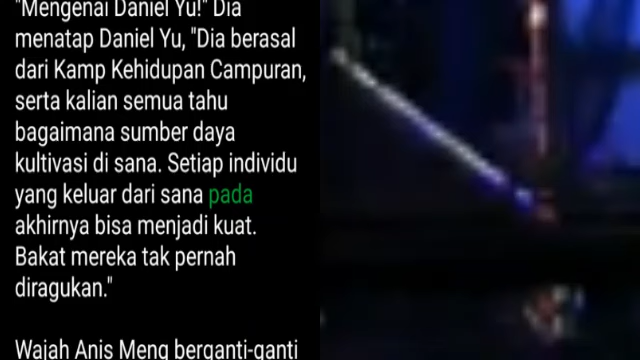 "Mengenai Daniel Yu!" Dia
menatap Daniel Yu, "Dia berasal
dari Kamp Kehidupan Campuran,
serta kalian semua tahu
bagaimana sumber daya
kultivasi di sana. Setiap individu
yang keluar dari sana pada
akhirnya bisa menjadi kuat.
Bakat mereka tak pernah
diragukan."
Wajah Anis Meng berganti-ganti